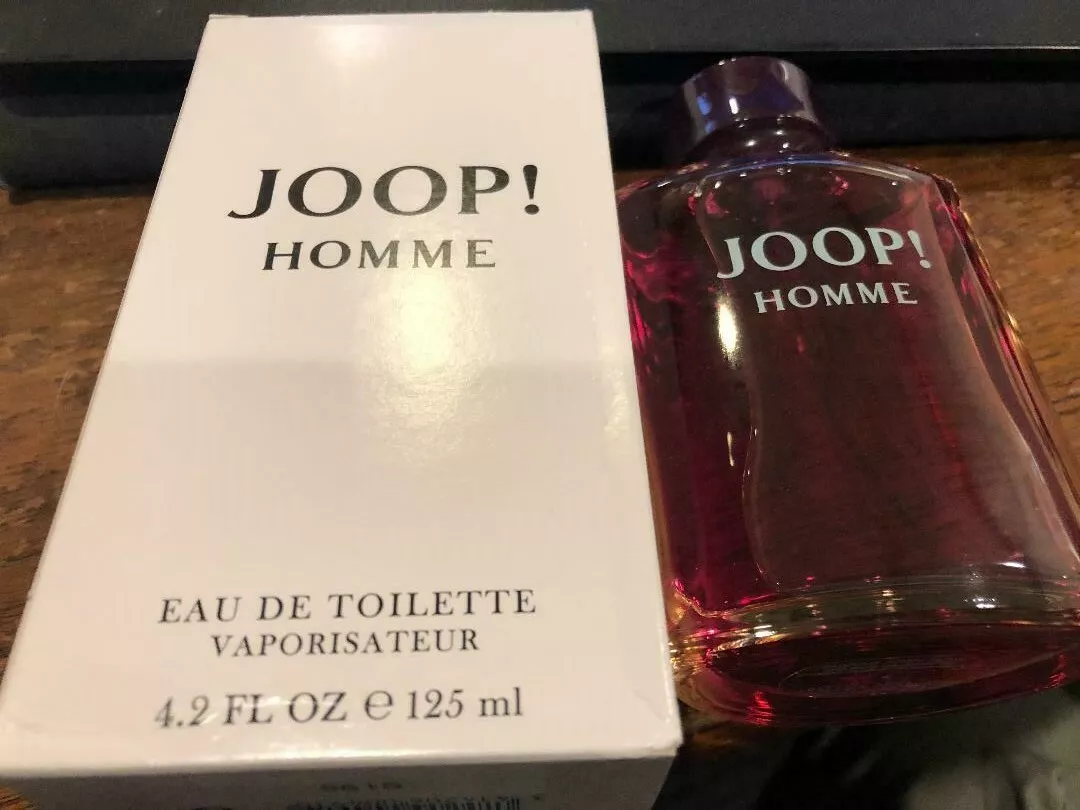 JOOP!
HOMME
EAU DE TOILETTE
VAPORISATEUR
4.2 FL OZ ℮ 125 ml
JOOP!
HOMME